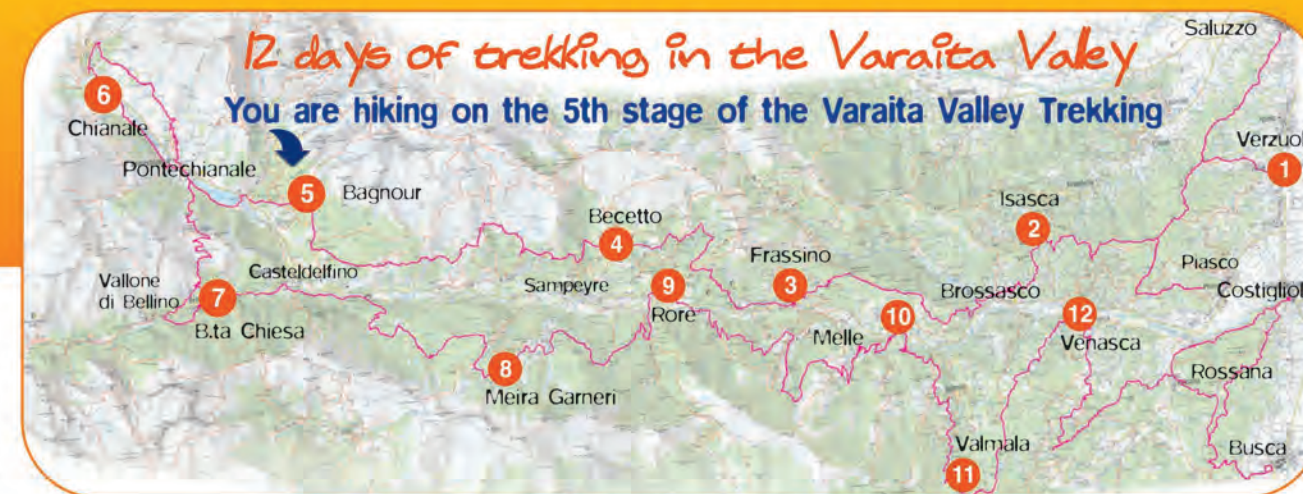 12 days of trekking in the Varaita Valley
You are hiking on the 5th stage of the Varaita Valley Trekking
Saluzzo
6
Chianale
Verzuol
1
Pontechianale
5
Bagnour
Isasca
2
Becetto
4
Frassino
3
Piasco
Costigliol
Vallone
di Bellino
7
Casteldelfino
Sampeyre
9
Rore
Brossasco
B.ta Chiesa
10
Melle
12
Venasca
8
Meira Garneri
Rossana
Valmala
11
Busca